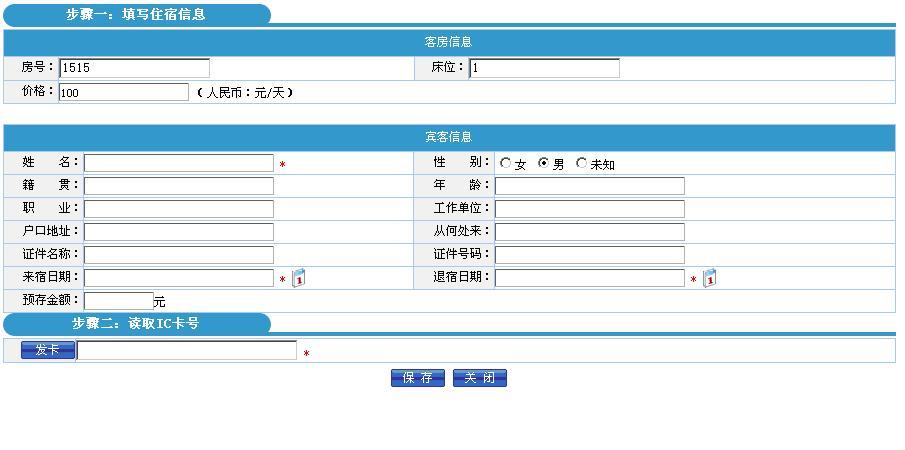 步骤一：填写住宿信息
客房信息
房号：1515 床位：1
价格：100 （人民币：元/天）
宾客信息
姓 名： * 性 别： 女 男 未知
籍 贯： 年 龄：
职 业： 工作单位：
户口地址： 从何处来：
证件名称： 证件号码：
来宿日期： * 1 退宿日期： * 1
预存金额： 元
步骤二：读取IC卡号
发卡 *
保 存 关 闭